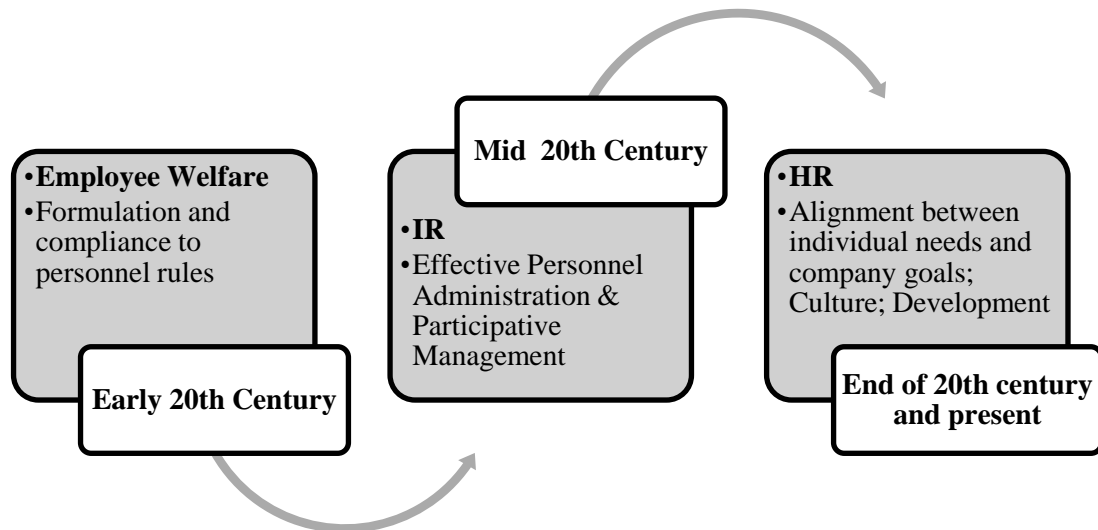 •Employee Welfare
•Formulation and
compliance to
personnel rules
Early 20th Century
Mid 20th Century
•IR
•Effective Personnel
Administration &
Participative
Management
•HR
•Alignment between
individual needs and
company goals;
Culture; Development
End of 20th century
and present